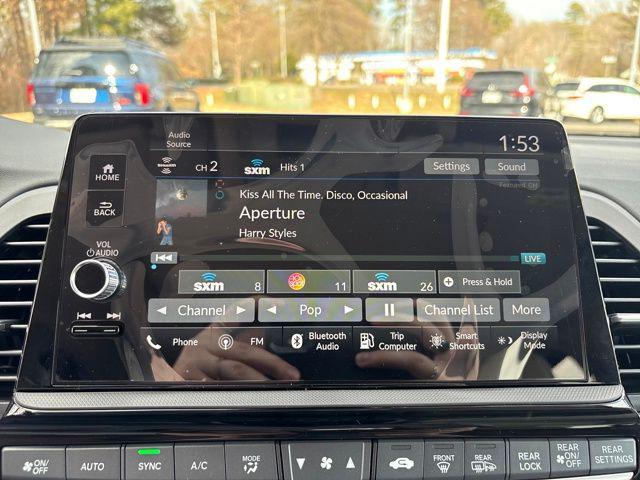 Audio
Source
1:53
HOME
BACK
VOL
AUDIO
siriusxm
CH 2
sxm
Hits 1
Settings
Sound
Featured CH
Kiss All The Time. Disco, Occasional
Aperture
Harry Styles
LIVE
sxm 8
11
sxm 26
Press & Hold
Channel
Pop
Channel List
More
Phone
FM
Bluetooth
Audio
Trip
Computer
Smart
Shortcuts
Display
Mode
ON/
OFF
AUTO
SYNC
A/C
MODE
FRONT
REAR
REAR
LOCK
REAR
ON/
OFF
REAR
SETTINGS